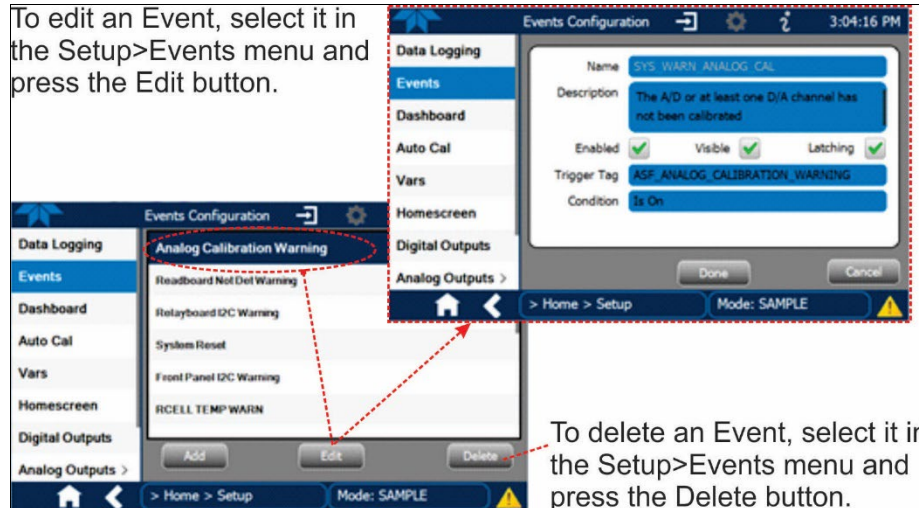 To edit an Event, select it in
the Setup>Events menu and
press the Edit button.
Events Configuration
3:04:16 PM
Data Logging
Events
Dashboard
Auto Cal
Vars
Homescreen
Digital Outputs
Analog Outputs >
Name SYS_WARN_ANALOG_CAL
Description The A/D or at least one D/A channel has
not been calibrated
Enabled Visible Latching
Trigger Tag ASF_ANALOG_CALIBRATION_WARNING
Condition Is On
Done Cancel
> Home > Setup Mode: SAMPLE
Events Configuration
Data Logging
Events
Dashboard
Auto Cal
Vars
Homescreen
Digital Outputs
Analog Outputs >
Analog Calibration Warning
Readboard Not Det Warning
Relayboard I2C Warning
System Reset
Front Panel I2C Warning
RCELL TEMP WARN
Add Edit Delete
> Home > Setup Mode: SAMPLE
To delete an Event, select it in
the Setup>Events menu and
press the Delete button.